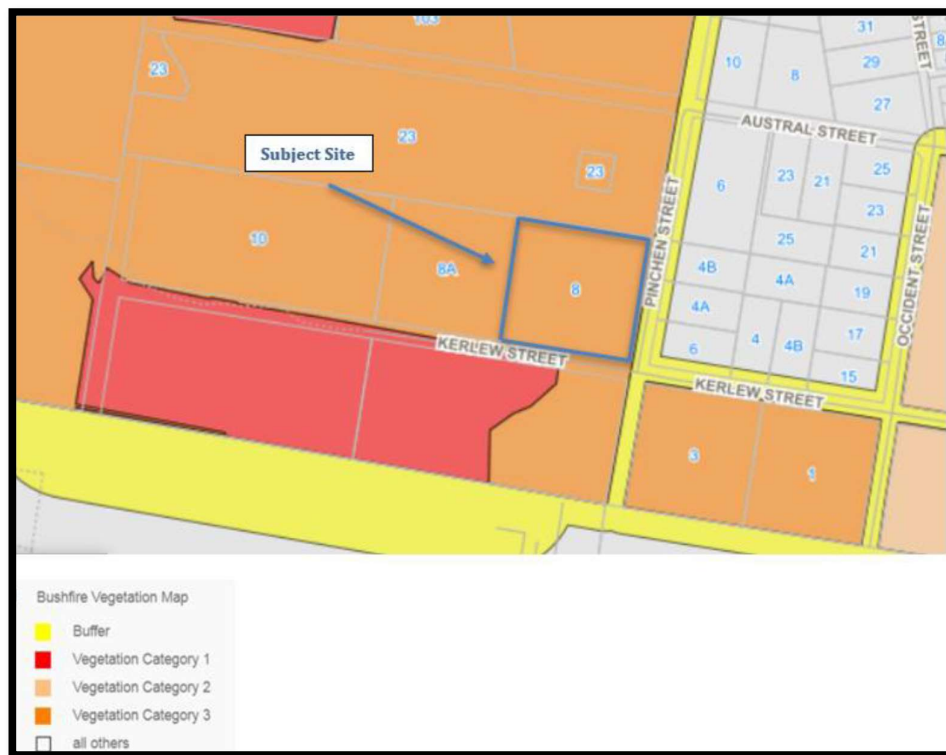 103
31
10
8
29
27
8
STREET
AUSTRAL STREET
23
23
Subject Site
23
6
23
21
25
23
10
8A
8
PINCHEN STREET
4B
25
21
4A
4A
19
OCCIDENT STREET
6
4
4B
17
15
KERLEW STREET
KERLEW STREET
3
1
Bushfire Vegetation Map
Buffer
Vegetation Category 1
Vegetation Category 2
Vegetation Category 3
all others